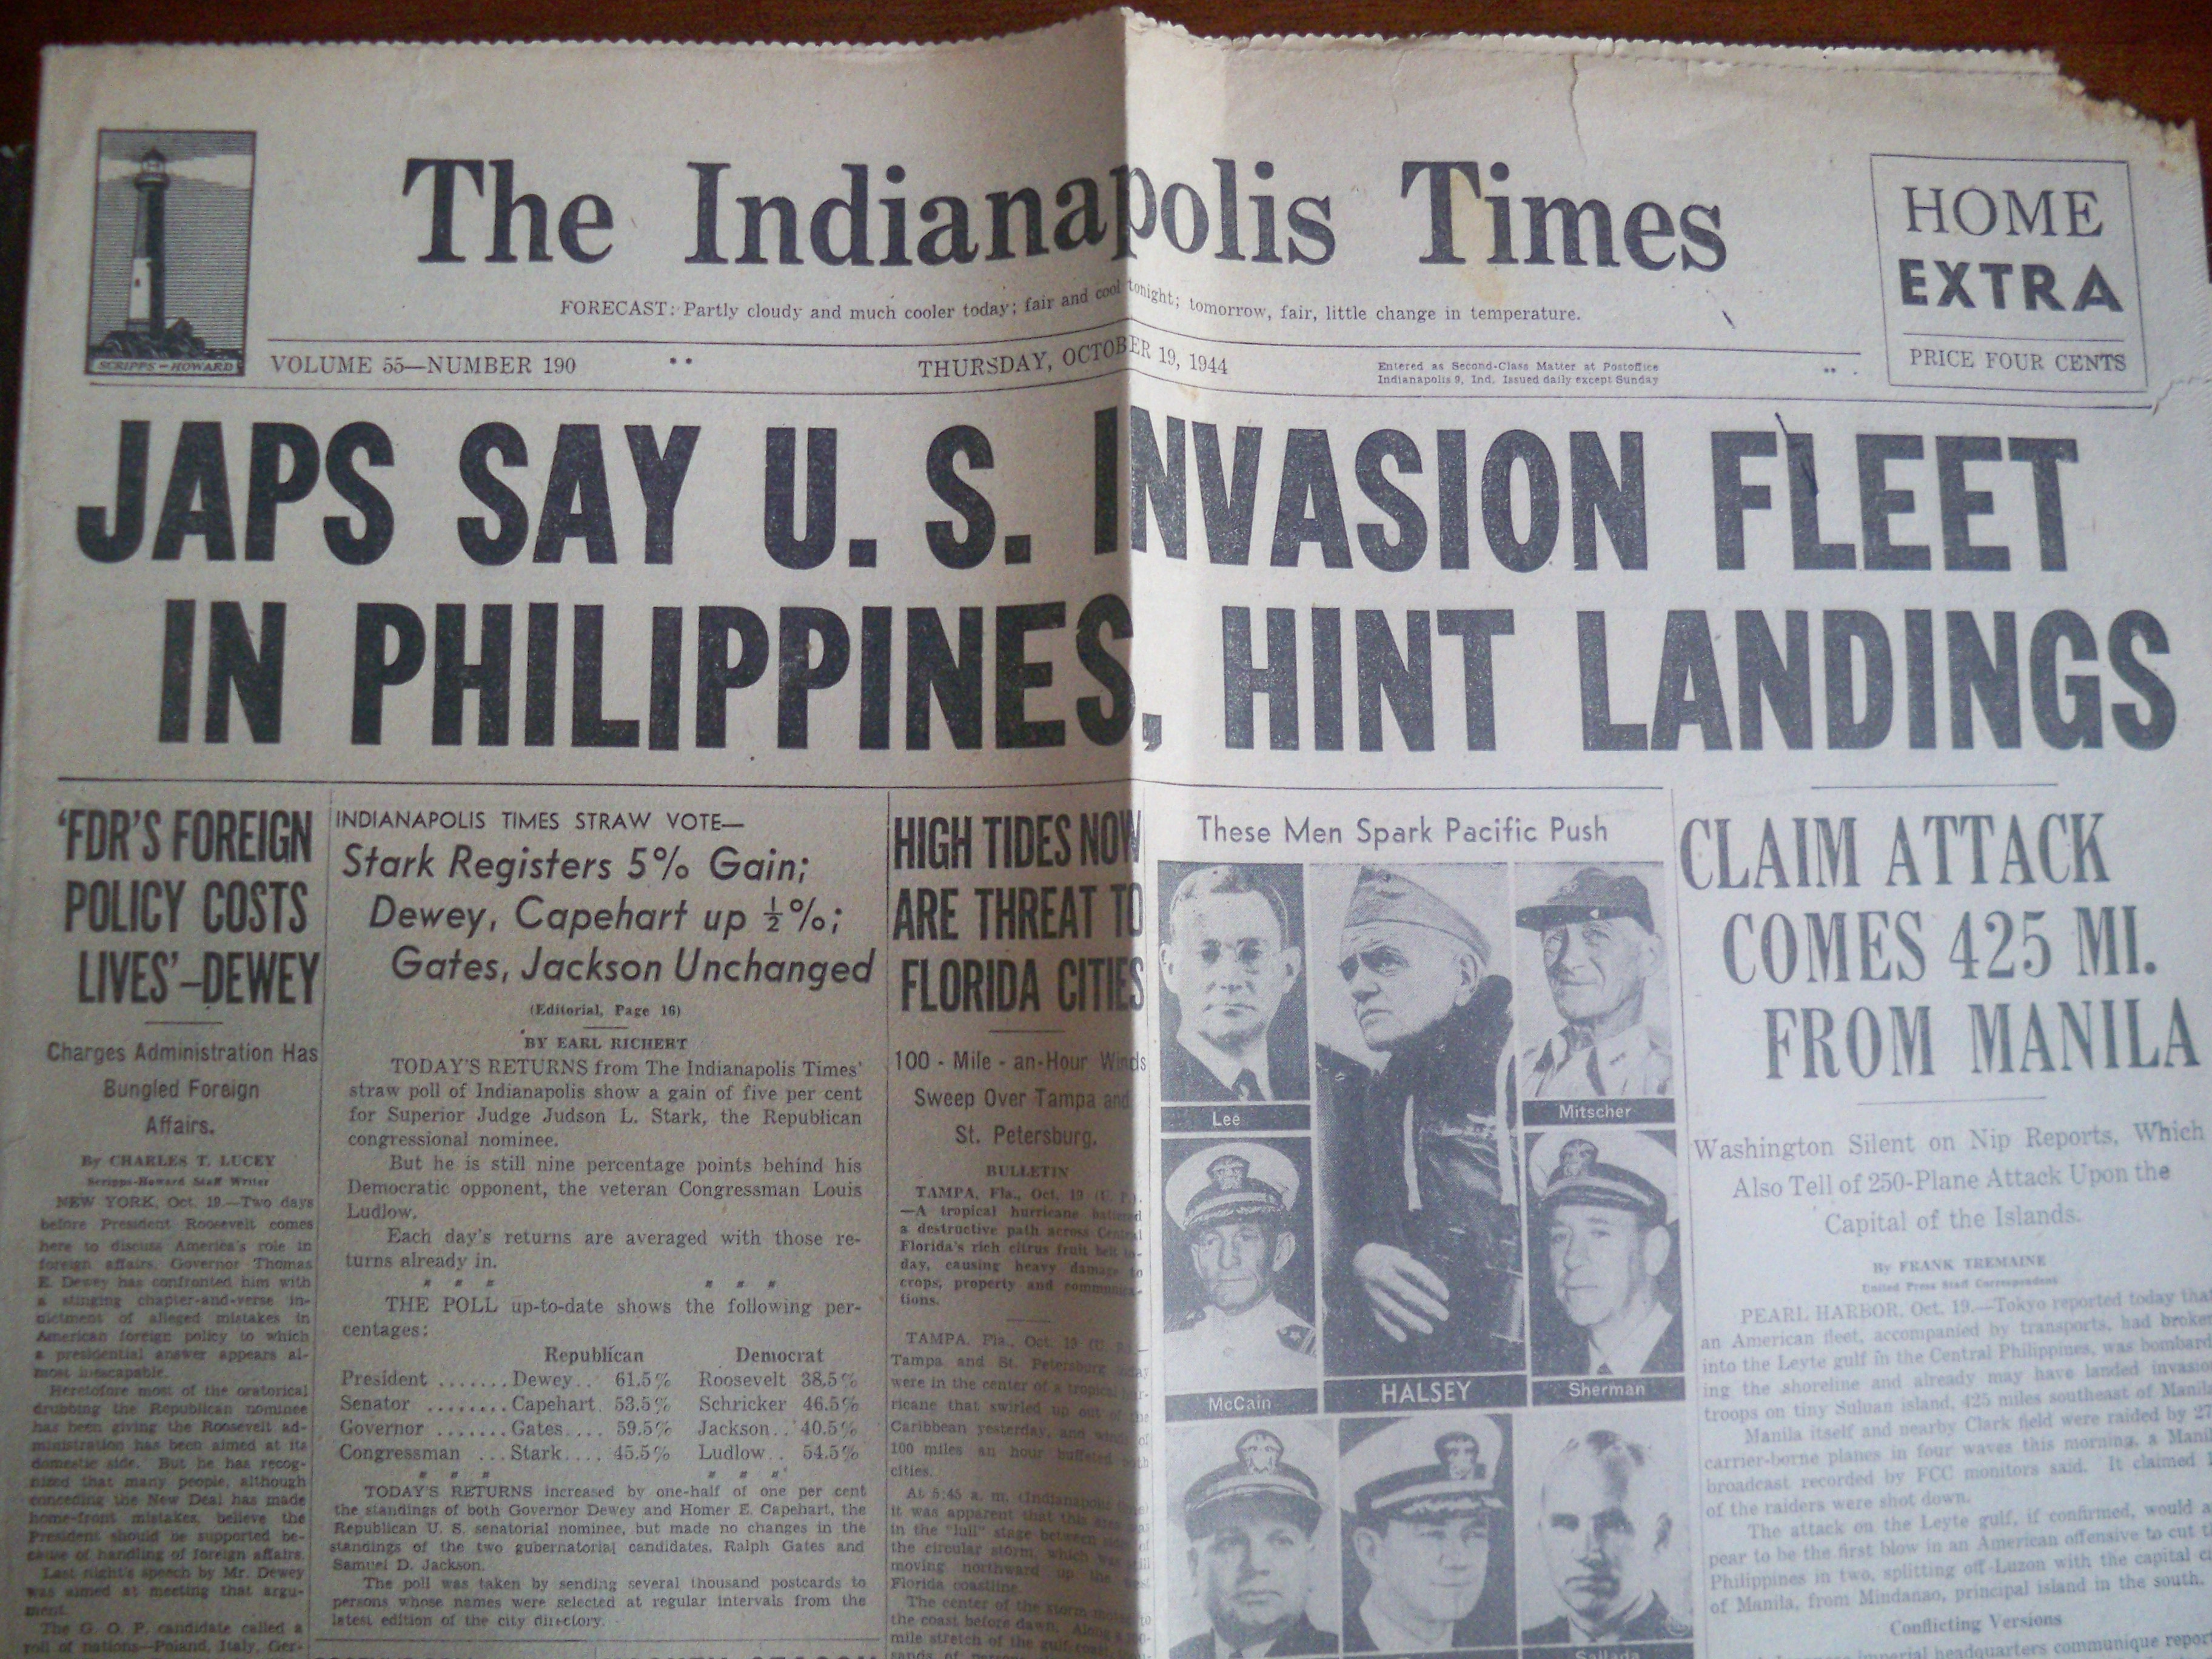 The Indianapolis Times
HOME
EXTRA
PRICE FOUR CENTS
SCRIPPS-HOWARD
FORECAST: Partly cloudy and much cooler today; fair and cool tonight; tomorrow, fair, little change in temperature.
VOLUME 55—NUMBER 190
THURSDAY, OCTOBER 19, 1944
Entered as Second-Class Matter at Postoffice
Indianapolis 9, Ind. Issued daily except Sunday
JAPS SAY U. S. INVASION FLEET
IN PHILIPPINES, HINT LANDINGS
'FDR'S FOREIGN
POLICY COSTS
LIVES'—DEWEY
Charges Administration Has
Bungled Foreign
Affairs.
By CHARLES T. LUCEY
Scripps-Howard Staff Writer
NEW YORK, Oct. 19.—Two days
before President Roosevelt comes
here to discuss America's role in
foreign affairs, Governor Thomas
E. Dewey has confronted him with
a stinging chapter-and-verse in-
dictment of alleged mistakes in
American foreign policy to which
a presidential answer appears al-
most inescapable.
Heretofore most of the oratorical
drubbing the Republican nominee
has been giving the Roosevelt ad-
ministration has been aimed at its
domestic side. But he has recog-
nized that many people, although
conceding the New Deal has made
home-front mistakes, believe the
President should be supported be-
cause of handling of foreign affairs.
Last night's speech by Mr. Dewey
was aimed at meeting that argu-
ment.
The G. O. P. candidate called a
roll of nations—Poland, Italy, Ger-
INDIANAPOLIS TIMES STRAW VOTE—
Stark Registers 5% Gain;
Dewey, Capehart up ½%;
Gates, Jackson Unchanged
(Editorial, Page 16)
BY EARL RICHERT
TODAY'S RETURNS from The Indianapolis Times'
straw poll of Indianapolis show a gain of five per cent
for Superior Judge Judson L. Stark, the Republican
congressional nominee.
But he is still nine percentage points behind his
Democratic opponent, the veteran Congressman Louis
Ludlow.
Each day's returns are averaged with those re-
turns already in.
THE POLL up-to-date shows the following per-
centages:
Republican Democrat
President .......Dewey.. 61.5% Roosevelt 38.5%
Senator ........Capehart. 53.5% Schricker 46.5%
Governor .......Gates.... 59.5% Jackson.. 40.5%
Congressman ...Stark.... 45.5% Ludlow.. 54.5%
TODAY'S RETURNS increased by one-half of one per cent
the standings of both Governor Dewey and Homer E. Capehart, the
Republican U. S. senatorial nominee, but made no changes in the
standings of the two gubernatorial candidates, Ralph Gates and
Samuel D. Jackson.
The poll was taken by sending several thousand postcards to
persons whose names were selected at regular intervals from the
latest edition of the city directory.
HIGH TIDES NOW
ARE THREAT TO
FLORIDA CITIES
100 - Mile - an-Hour Winds
Sweep Over Tampa and
St. Petersburg.
BULLETIN
TAMPA, Fla., Oct. 19 (U. P.).
—A tropical hurricane battered
a destructive path across Central
Florida's rich citrus fruit belt to-
day, causing heavy damage to
crops, property and communica-
tions.
TAMPA, Fla., Oct. 19 (U. P.).—
Tampa and St. Petersburg today
were in the center of a tropical hur-
ricane that swirled up out of the
Caribbean yesterday, and winds of
100 miles an hour buffeted both
cities.
At 5:45 a. m. (Indianapolis time)
it was apparent that this area was
in the "lull" stage between sides of
the circular storm, which was still
moving northward up the west
Florida coastline.
The center of the storm moved to
the coast before dawn. Along a
mile stretch of the gulf coast
These Men Spark Pacific Push
Lee
Mitscher
McCain
HALSEY
Sherman
Sallada
CLAIM ATTACK
COMES 425 MI.
FROM MANILA
Washington Silent on Nip Reports, Which
Also Tell of 250-Plane Attack Upon the
Capital of the Islands.
By FRANK TREMAINE
United Press Staff Correspondent
PEARL HARBOR, Oct. 19.—Tokyo reported today that
an American fleet, accompanied by transports, had broken
into the Leyte gulf in the Central Philippines, was bombard-
ing the shoreline and already may have landed invasion
troops on tiny Suluan island, 425 miles southeast of Manila
Manila itself and nearby Clark field were raided by 27
carrier-borne planes in four waves this morning, a Manila
broadcast recorded by FCC monitors said. It claimed
of the raiders were shot down.
The attack on the Leyte gulf, if confirmed, would ap-
pear to be the first blow in an American offensive to cut the
Philippines in two, splitting off Luzon with the capital
of Manila, from Mindanao, principal island in the south.
Conflicting Versions
imperial headquarters communique report